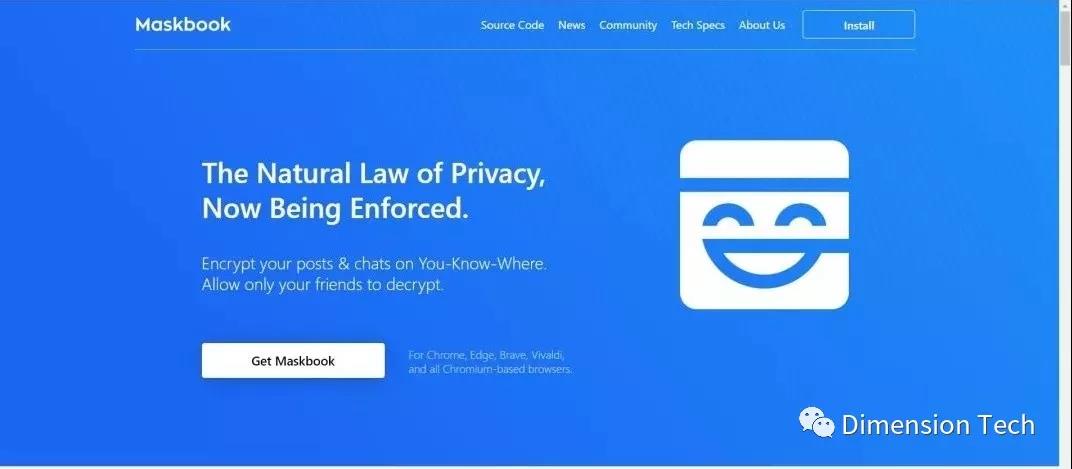 Maskbook
Source Code News Community Tech Specs About Us Install
The Natural Law of Privacy,
Now Being Enforced.
Encrypt your posts & chats on You-Know-Where.
Allow only your friends to decrypt.
Get Maskbook
For Chrome, Edge, Brave, Vivaldi,
and all Chromium-based browsers.
Dimension Tech